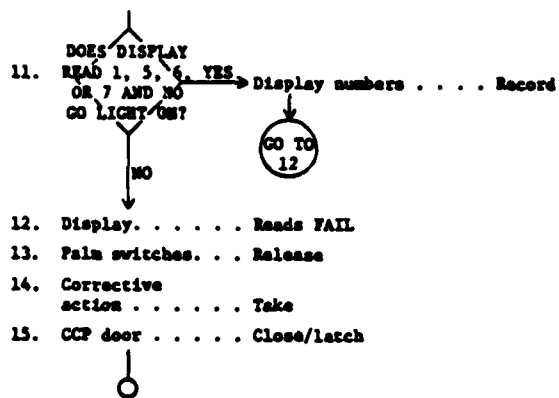 DOES DISPLAY
11. READ 1, 5, 6, YES
OR 7 AND NO
GO LIGHT ON?
Display numbers . . . . Record
GO TO
12
NO
12. Display. . . . . . Reads FAIL
13. Palm switches. . . Release
14. Corrective
action . . . . . . Take
15. CCP door . . . . . Close/latch